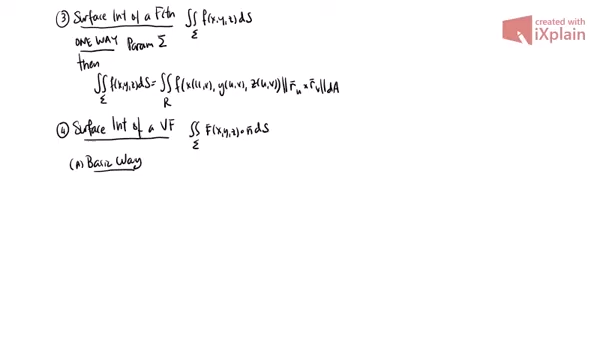 ③ Surface Int of a Fctn ∬_Σ f(x,y,z) dS
created with
iXplain
ONE WAY Param Σ
then
∬_Σ f(x,y,z) dS = ∬_R f(x(u,v), y(u,v), z(u,v)) ||r̄_u × r̄_v|| dA
④ Surface Int of a VF ∬_Σ F̄(x,y,z) • n̄ dS
(A) Basic Way